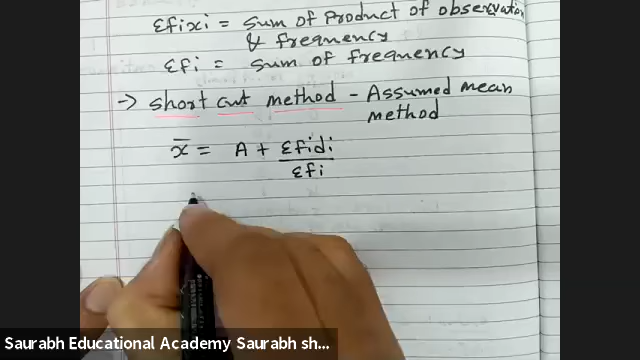 Σfixi = sum of Product of observation
& frequency
Σfi = sum of frequency
→ short cut method - Assumed mean
method
x̄ = A + Σfidi
Σfi
Saurabh Educational Academy Saurabh sh...